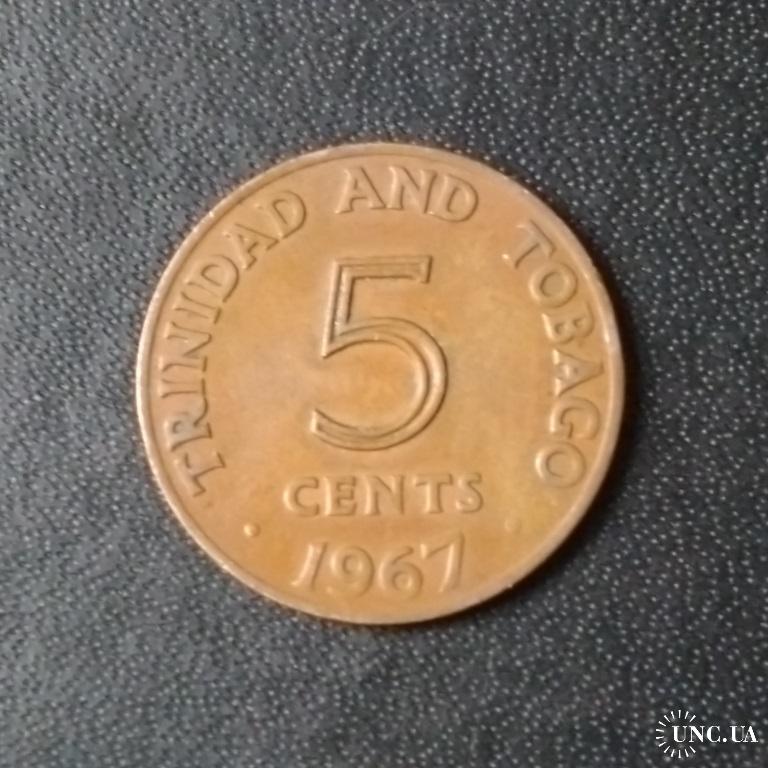 TRINIDAD AND TOBAGO
5
CENTS
• 1967 •
UNC.UA